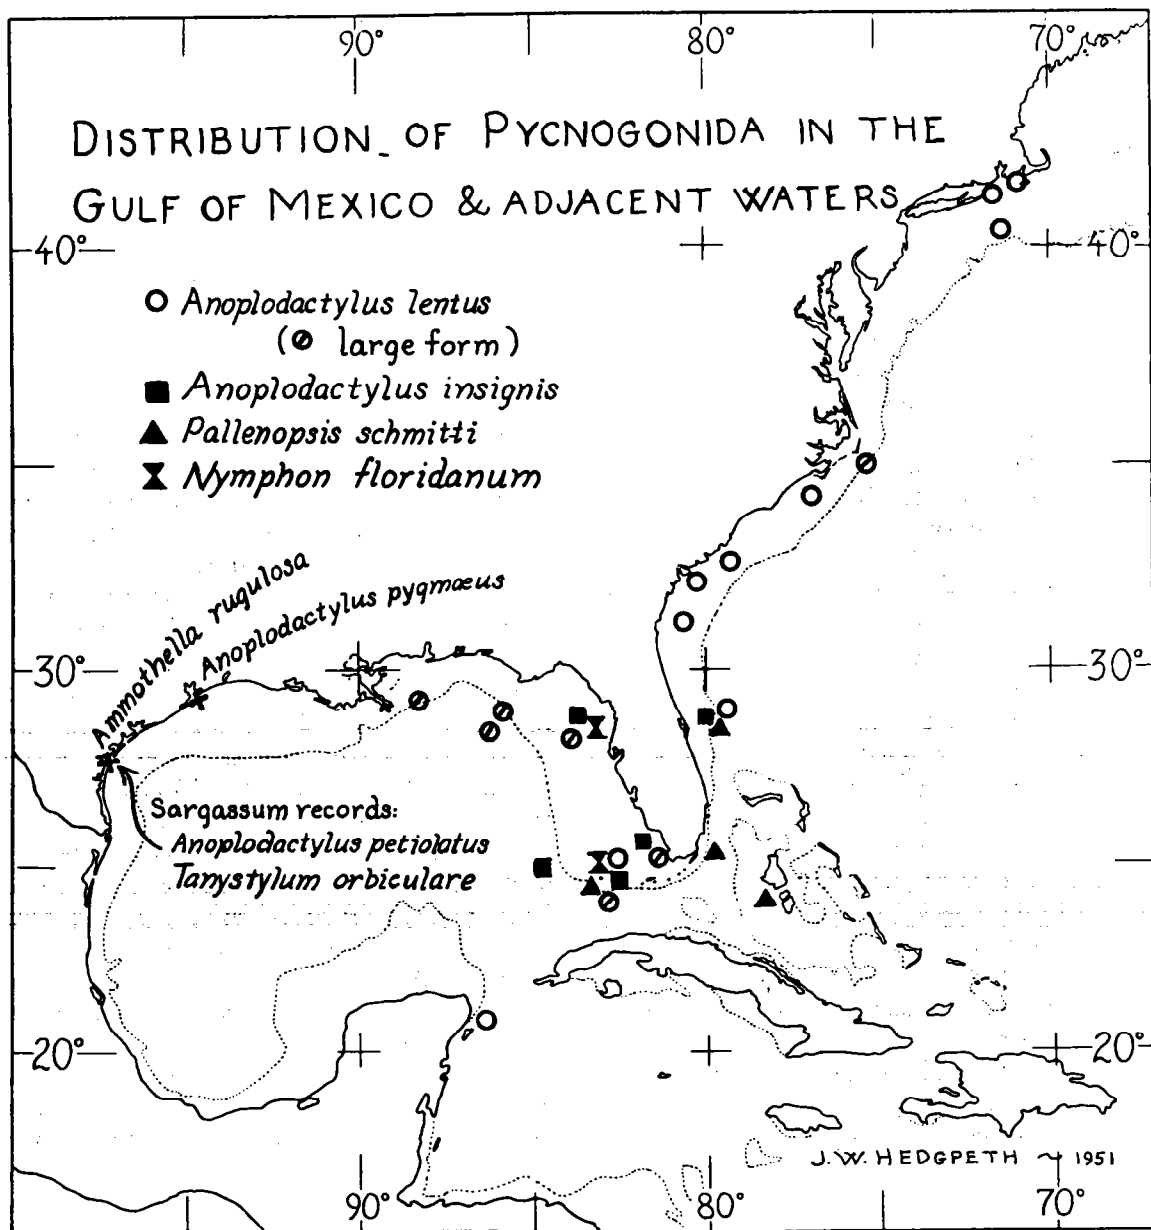 90° 80° 70°
DISTRIBUTION OF PYCNOGONIDA IN THE
GULF OF MEXICO & ADJACENT WATERS
40° 40°
Anoplodactylus lentus
( large form )
Anoplodactylus insignis
Pallenopsis schmitti
Nymphon floridanum
Ammothella rugulosa
Anoplodactylus pygmæus
30° 30°
Sargassum records:
Anoplodactylus petiolatus
Tanystylum orbiculare
20° 20°
J.W. HEDGPETH ~ 1951
90° 80° 70°